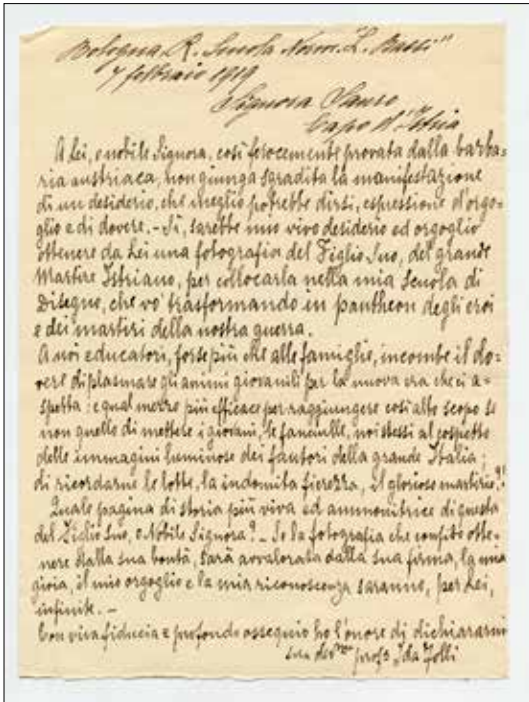 Bologna R. Scuola Norm. "L. Bassi"
7 febbraio 1919
Signora Sauro
Capo d'Istria
A Lei, o nobile Signora, così ferocemente provata dalla barba=
ria austriaca, non giunga sgradita la manifestazione
di un desiderio, che meglio potrebbe dirsi, espressione d'orgo=
glio e di dovere. – Sì, sarebbe mio vivo desiderio ed orgoglio
ottenere da Lei una fotografia del Figlio Suo, del grande
Martire Istriano, per collocarla nella mia Scuola di
Disegno, che vo' trasformando in pantheon degli eroi
e dei martiri della nostra guerra.
A noi educatori, forse più che alle famiglie, incombe il do=
vere di plasmare gli animi giovanili per la nuova era che ci a=
spetta: e qual mezzo più efficace per raggiungere così alto scopo se
non quello di mettere i giovani, le fanciulle, noi stessi al cospetto
delle immagini luminose dei fautori della grande Italia;
di ricordarne le lotte, la indomita fierezza, il glorioso martirio?!
Quale pagina di storia più viva ed ammonitrice di questa
del Figlio Suo, o Nobile Signora? – Se la fotografia che confido otte=
nere dalla sua bontà, sarà avvalorata dalla sua firma, la mia
gioia, il mio orgoglio e la mia riconoscenza saranno, per Lei,
infinite. –
Con viva fiducia e profondo ossequio ho l'onore di dichiararmi
sua dev.ma prof.a Ida